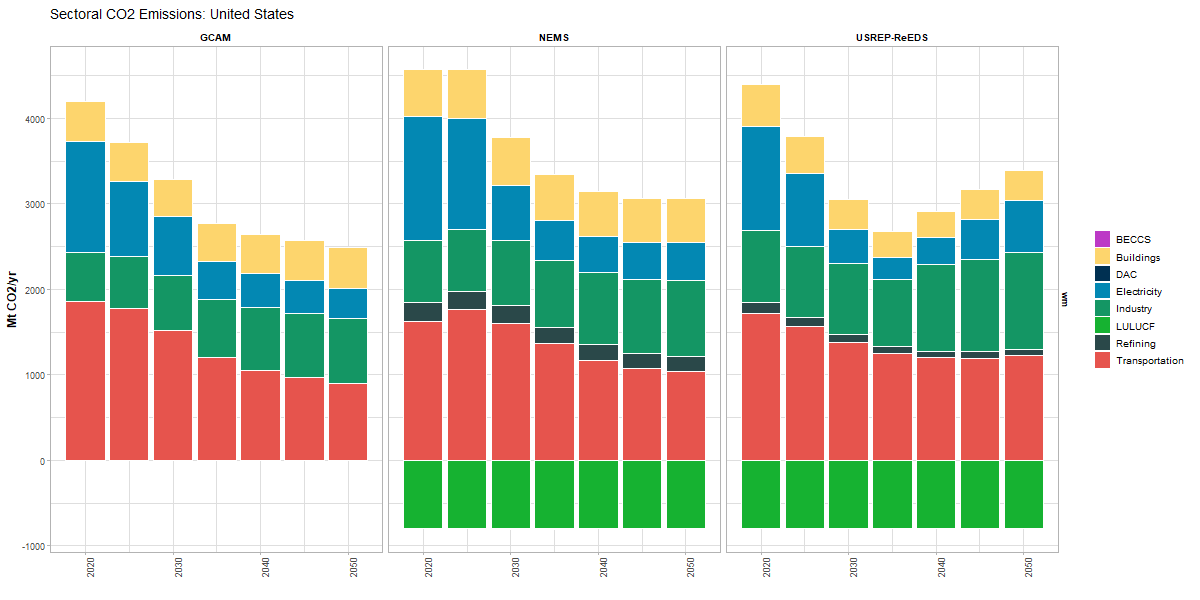 Sectoral CO2 Emissions: United States
GCAM
NEMS
USREP-ReEDS
Mt CO2/yr
4000
3000
2000
1000
0
-1000
2020
2030
2040
2050
2020
2030
2040
2050
2020
2030
2040
2050
wm
BECCS
Buildings
DAC
Electricity
Industry
LULUCF
Refining
Transportation